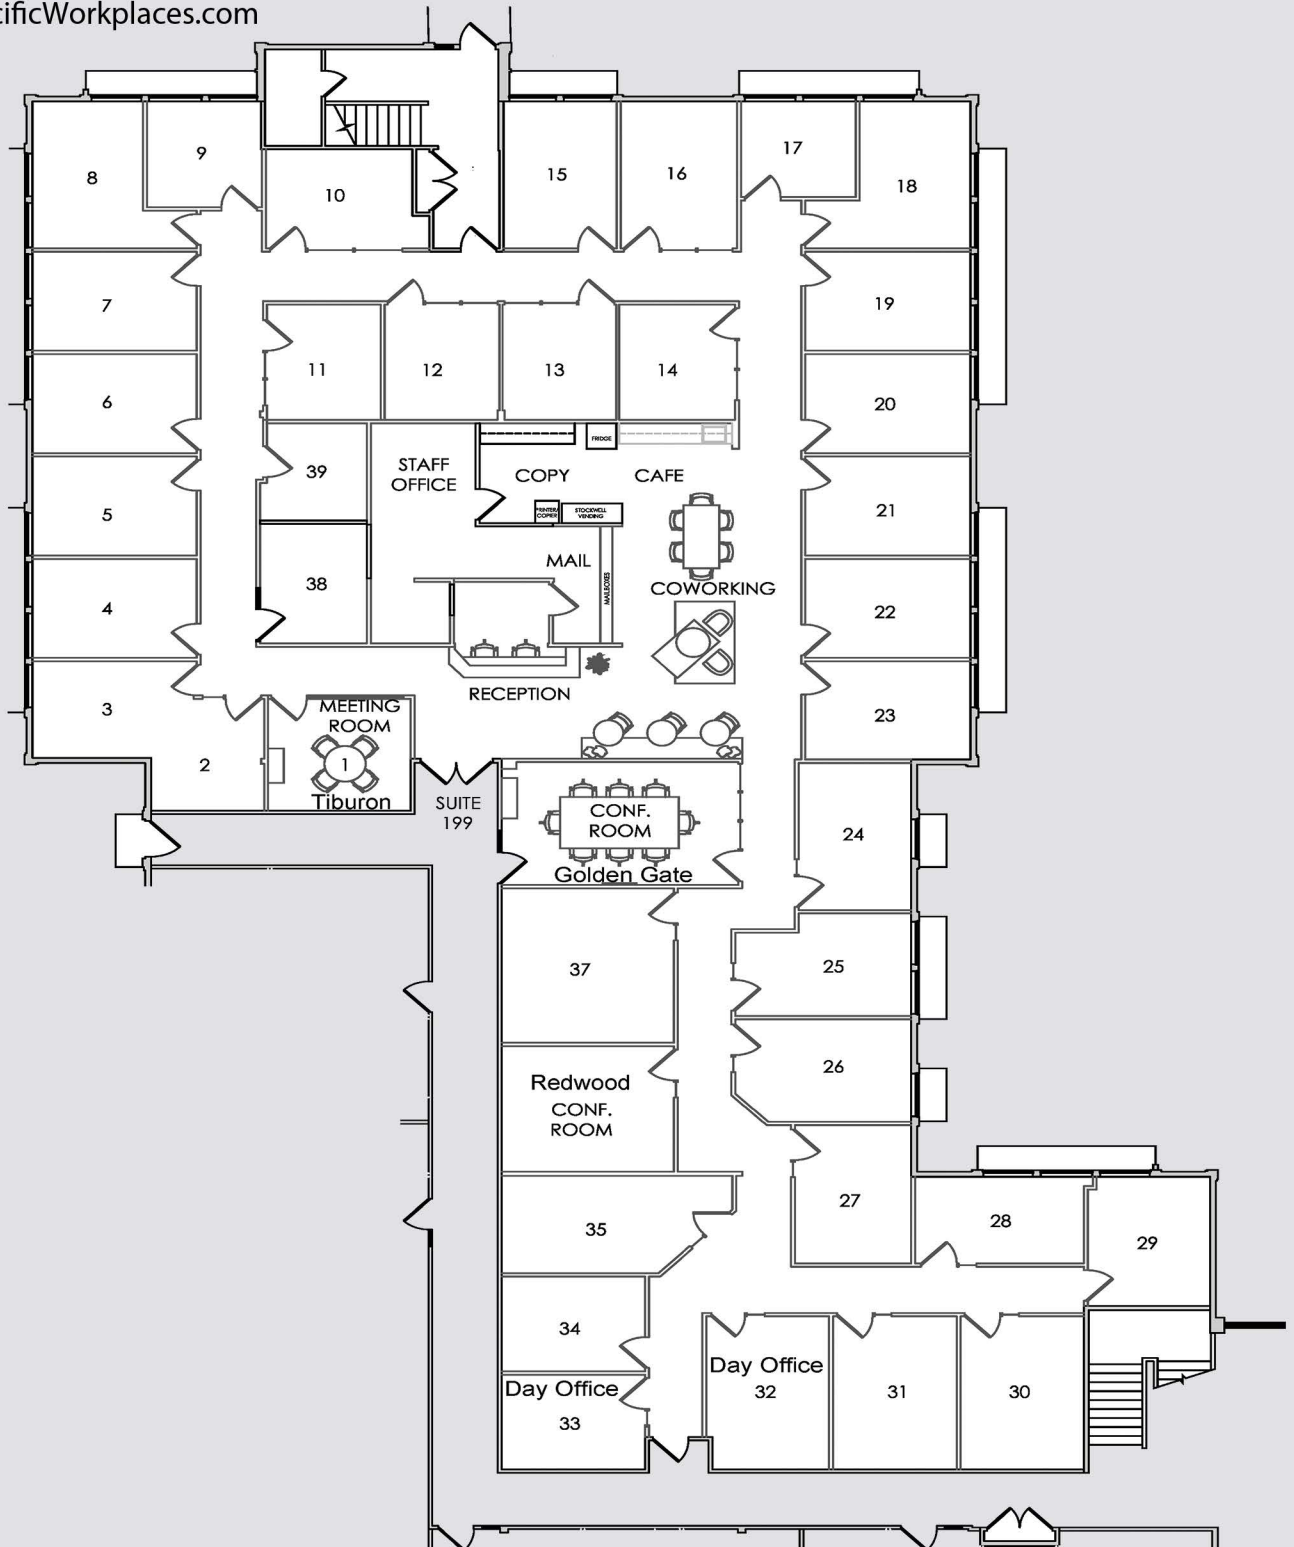 cificWorkplaces.com
9
17
10
15
16
8
18
7
19
11
12
13
14
6
20
FRIDGE
39
STAFF
OFFICE
COPY
CAFE
5
PRINTER/
COPIER
STOCKWELL
VENDING
21
MAIL
38
MAILBOXES
COWORKING
4
22
RECEPTION
3
MEETING
ROOM
23
2
1
Tiburon
SUITE
199
CONF.
ROOM
Golden Gate
24
37
25
Redwood
CONF.
ROOM
26
35
27
28
29
34
Day Office
33
Day Office
32
31
30